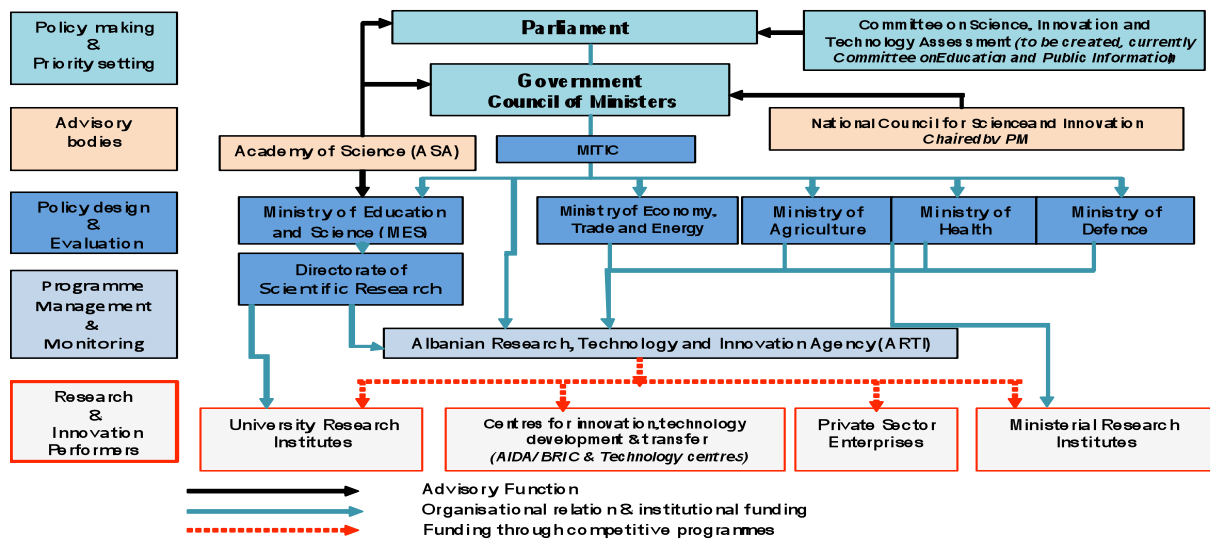 Policy making
&
Priority setting
Parliament
Committee on Science, Innovation and
Technology Assessment (to be created, currently
Committee on Education and Public Information)
Government
Council of Ministers
Advisory
bodies
Academy of Science (ASA)
MITIC
National Council for Science and Innovation
Chaired by PM
Policy design
&
Evaluation
Ministry of Education
and Science (MES)
Ministry of Economy,
Trade and Energy
Ministry of
Agriculture
Ministry of
Health
Ministry of
Defence
Directorate of
Scientific Research
Programme
Management
&
Monitoring
Albanian Research, Technology and Innovation Agency (ARTI)
Research
&
Innovation
Performers
University Research
Institutes
Centres for innovation, technology
development & transfer
(AIDA/ BRIC & Technology centres)
Private Sector
Enterprises
Ministerial Research
Institutes
Advisory Function
Organisational relation & institutional funding
Funding through competitive programmes